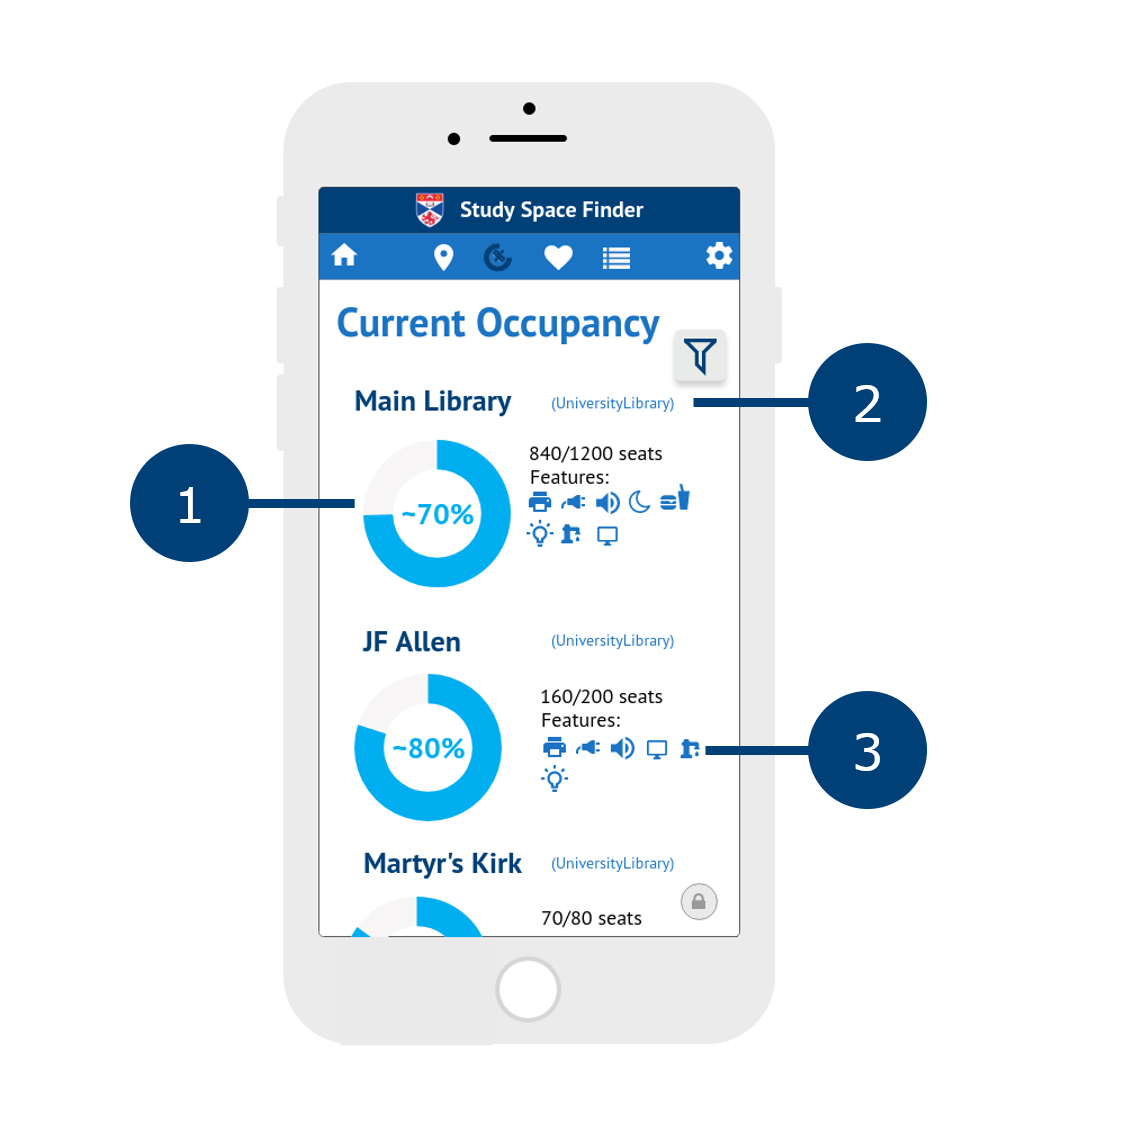 Study Space Finder
Current Occupancy
Main Library (UniversityLibrary)
2
840/1200 seats
Features:
1
~70%
JF Allen (UniversityLibrary)
160/200 seats
Features:
~80%
3
Martyr's Kirk (UniversityLibrary)
70/80 seats